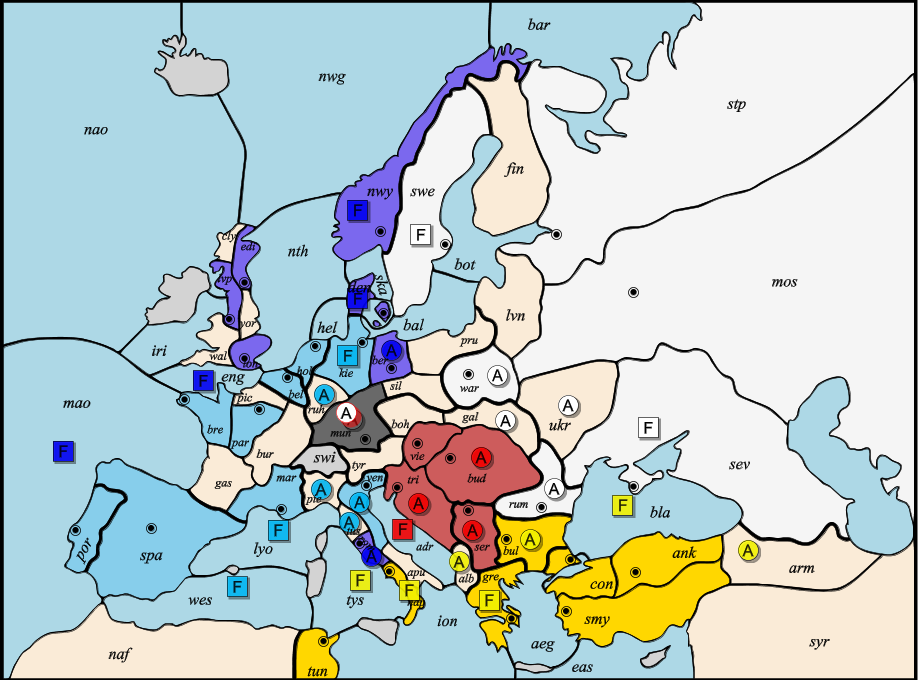 bar
nwg
stp
nao
fin
nwy
swe
cly
edi
nth
bot
mos
lvp
den
ska
lvn
yor
hel
bal
pru
iri
wal
lon
hol
kie
ber
sil
war
eng
bel
ruh
mao
pic
gal
ukr
bre
par
mun
boh
bur
swi
tyr
vie
bud
sev
gas
mar
pie
ven
tri
rum
bla
por
spa
lyo
tus
adr
ser
bul
ank
arm
wes
tys
apu
alb
gre
con
nap
ion
smy
naf
aeg
syr
tun
eas
F
F
F
F
F
A
F
A
A
A
F
A
A
A
A
A
A
A
F
A
A
A
F
F
A
A
F
A
A
A
F
F
F
F